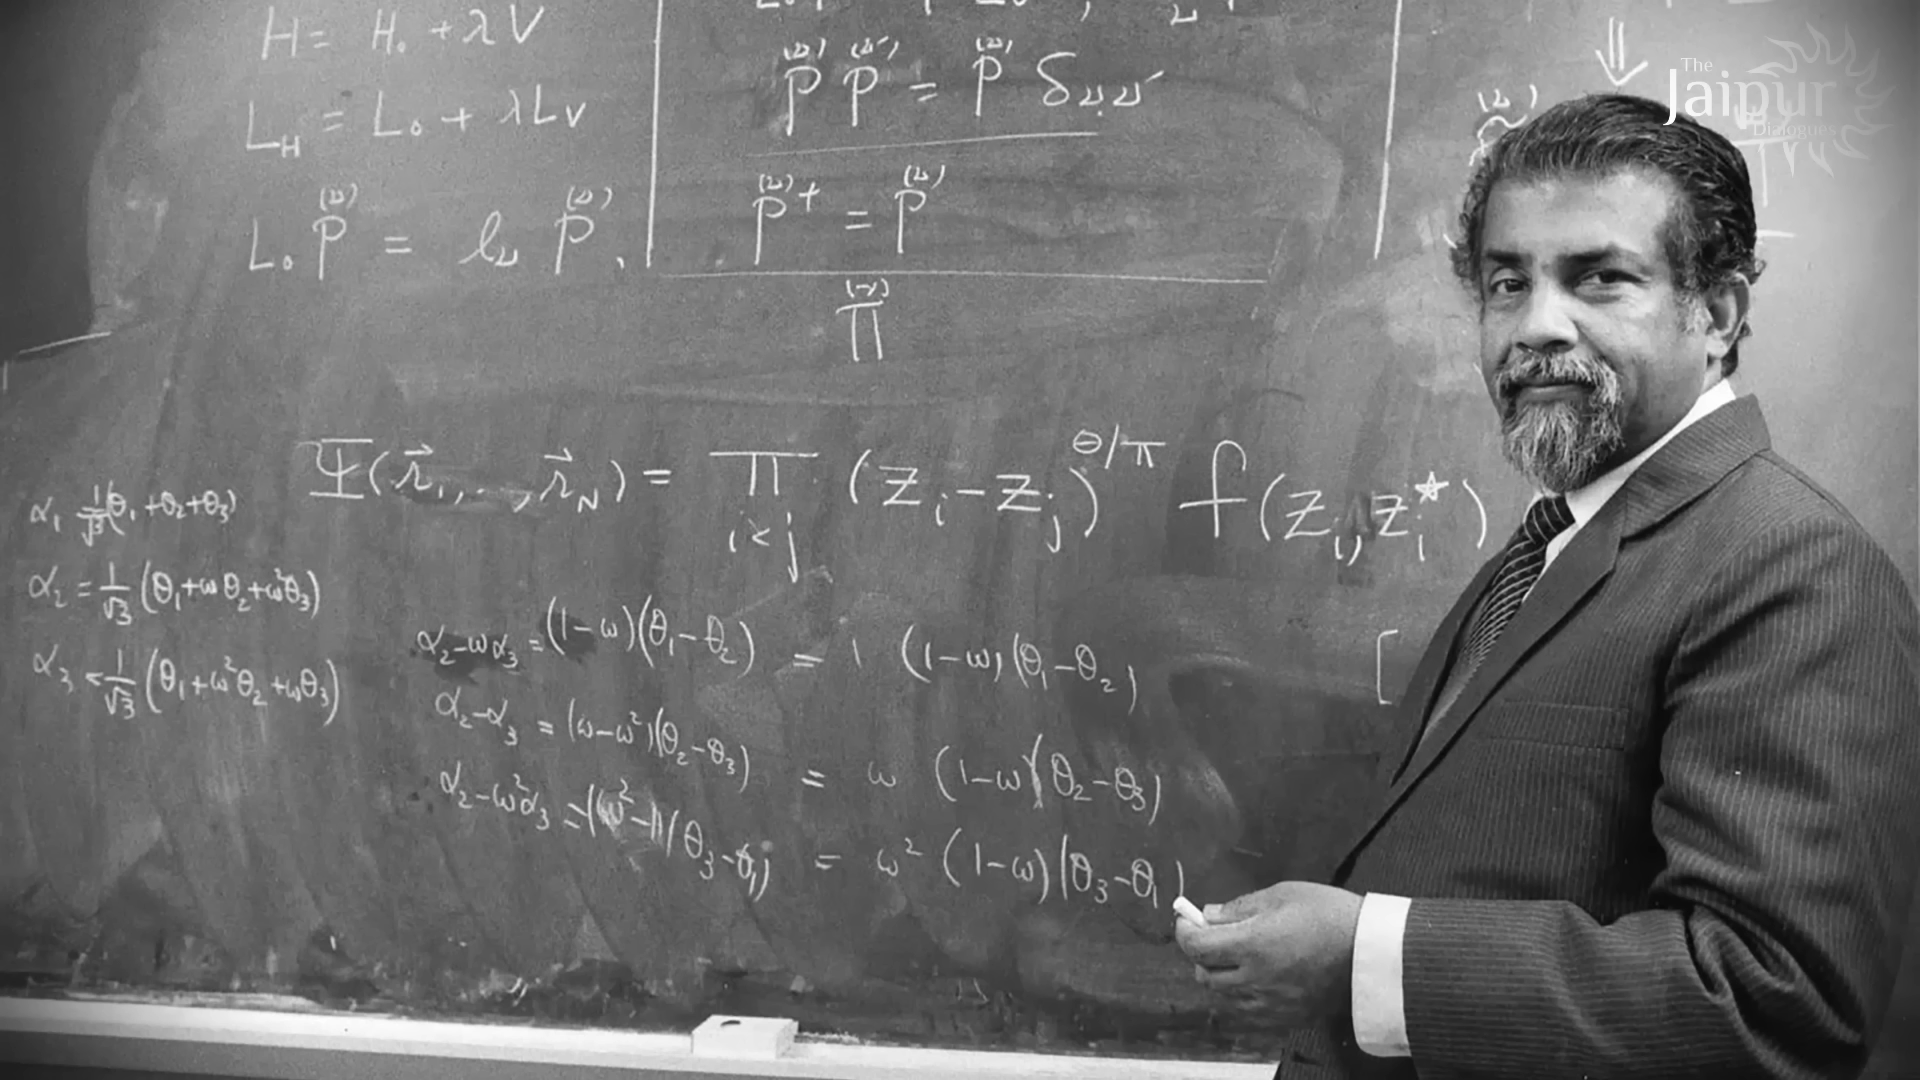 H = H₀ + λV
L_H = L₀ + λL_V
L₀ P^(ν) = l_ν P^(ν).
P^(ν) P^(ν′) = P^(ν) δ_νν′
P^(ν)+ = P^(ν)
Ψ(r⃗₁, .., r⃗_N) = Π_{i<j} (z_i − z_j)^{θ/π} f(z_i, z_i*)
α₁ = 1/√3 (θ₁+θ₂+θ₃)
α₂ = 1/√3 (θ₁+ωθ₂+ω²θ₃)
α₃ = 1/√3 (θ₁+ω²θ₂+ωθ₃)
α₂−ωα₃ = (1−ω)(θ₁−θ₂) = 1 (1−ω)(θ₁−θ₂)
α₂−α₃ = (ω−ω²)(θ₂−θ₃) = ω (1−ω)(θ₂−θ₃)
α₂−ω²α₃ = (ω²−1)(θ₃−θ₁) = ω² (1−ω)(θ₃−θ₁)
[
The
Jaipur
Dialogues